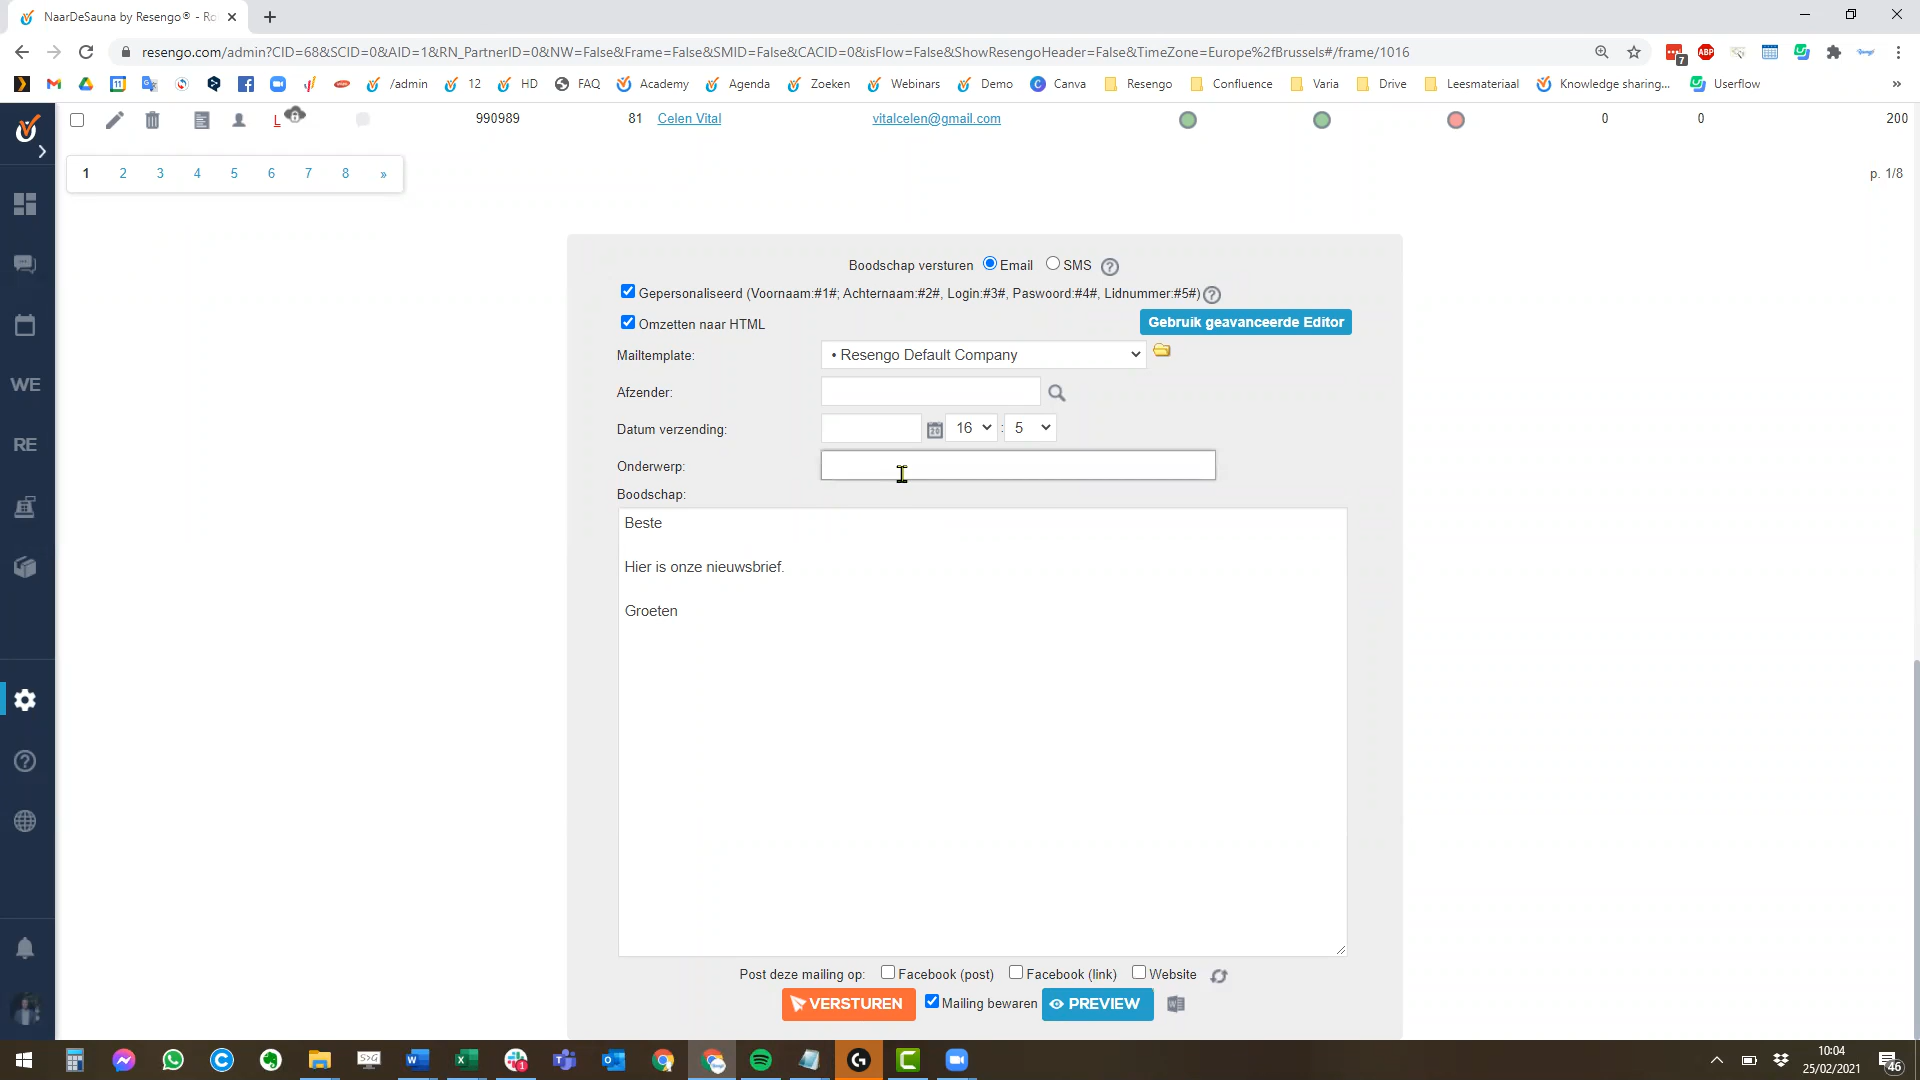 NaarDeSauna by Resengo® - Ro
resengo.com/admin?CID=68&SCID=0&AID=1&RN_PartnerID=0&NW=False&Frame=False&SMID=False&CACID=0&isFlow=False&ShowResengoHeader=False&TimeZone=Europe%2fBrussels#/frame/1016
7
ABP
/admin 12 HD FAQ Academy Agenda Zoeken Webinars Demo Canva Resengo Confluence Varia Drive Leesmateriaal Knowledge sharing... Userflow »
L 990989 81 Celen Vital vitalcelen@gmail.com 0 0 200
1 2 3 4 5 6 7 8 » p. 1/8
Boodschap versturen Email SMS ?
Gepersonaliseerd (Voornaam:#1#; Achternaam:#2#, Login:#3#, Paswoord:#4#, Lidnummer:#5#) ?
Omzetten naar HTML Gebruik geavanceerde Editor
Mailtemplate: • Resengo Default Company
Afzender:
Datum verzending: 16 : 5
Onderwerp:
Boodschap:
Beste
Hier is onze nieuwsbrief.
Groeten
Post deze mailing op: Facebook (post) Facebook (link) Website
VERSTUREN Mailing bewaren PREVIEW
WE
RE
10:04
25/02/2021
46